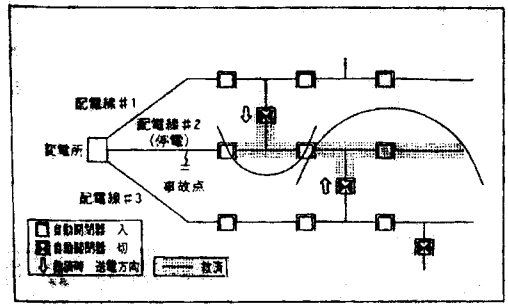 配電線#1
配電線#2
(停電)
変電所
事故点
配電線#3
自動開閉器 入
自動開閉器 切
送電方向
救済